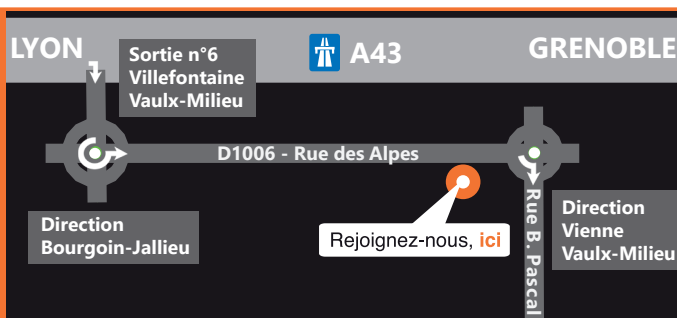 LYON
A43
GRENOBLE
Sortie n°6
Villefontaine
Vaulx-Milieu
D1006 - Rue des Alpes
Rue B. Pascal
Direction
Bourgoin-Jallieu
Rejoignez-nous, ici
Direction
Vienne
Vaulx-Milieu